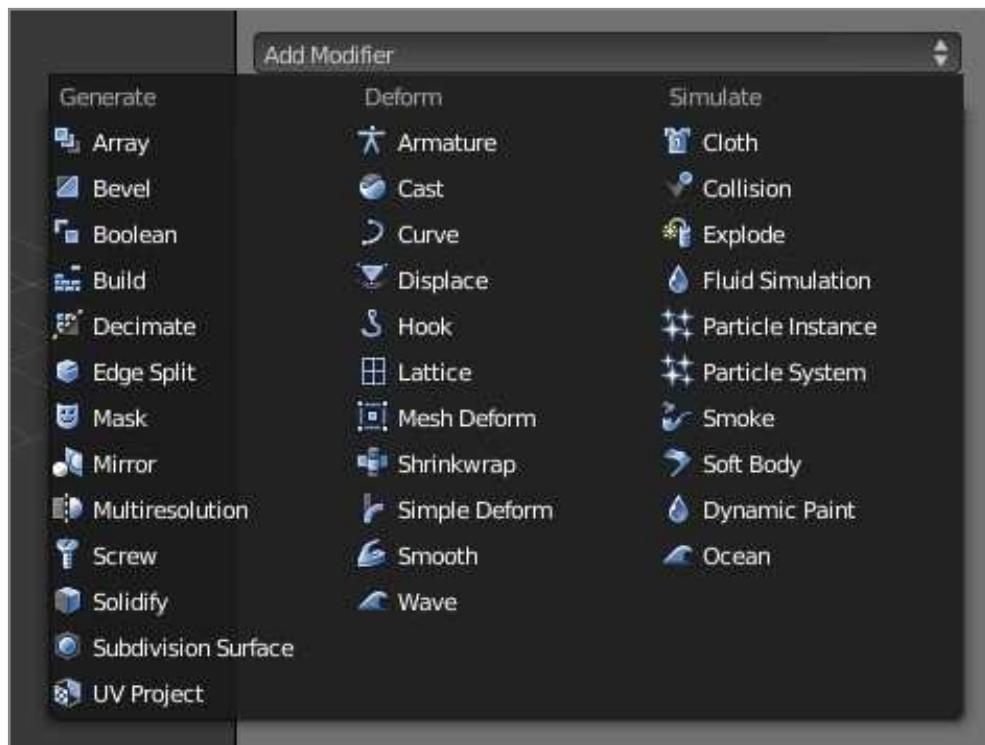 Add Modifier
Generate
Array
Bevel
Boolean
Build
Decimate
Edge Split
Mask
Mirror
Multiresolution
Screw
Solidify
Subdivision Surface
UV Project
Deform
Armature
Cast
Curve
Displace
Hook
Lattice
Mesh Deform
Shrinkwrap
Simple Deform
Smooth
Wave
Simulate
Cloth
Collision
Explode
Fluid Simulation
Particle Instance
Particle System
Smoke
Soft Body
Dynamic Paint
Ocean